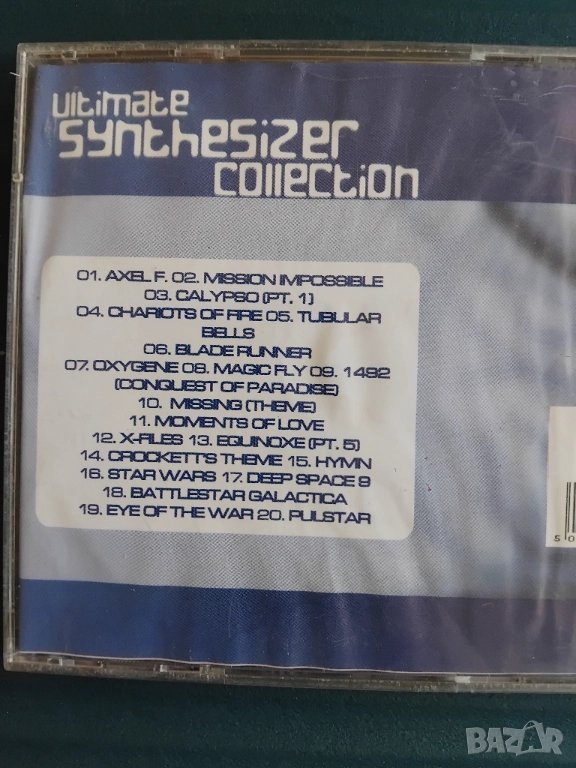 Ultimate
Synthesizer
Collection
01. AXEL F. 02. MISSION IMPOSSIBLE
03. CALYPSO (PT. 1)
04. CHARIOTS OF FIRE 05. TUBULAR
BELLS
06. BLADE RUNNER
07. OXYGENE 08. MAGIC FLY 09. 1492
(CONQUEST OF PARADISE)
10. MISSING (THEME)
11. MOMENTS OF LOVE
12. X-FILES 13. EQUINOXE (PT. 5)
14. CROCKETT'S THEME 15. HYMN
16. STAR WARS 17. DEEP SPACE 9
18. BATTLESTAR GALACTICA
19. EYE OF THE WAR 20. PULSTAR
BAZAR